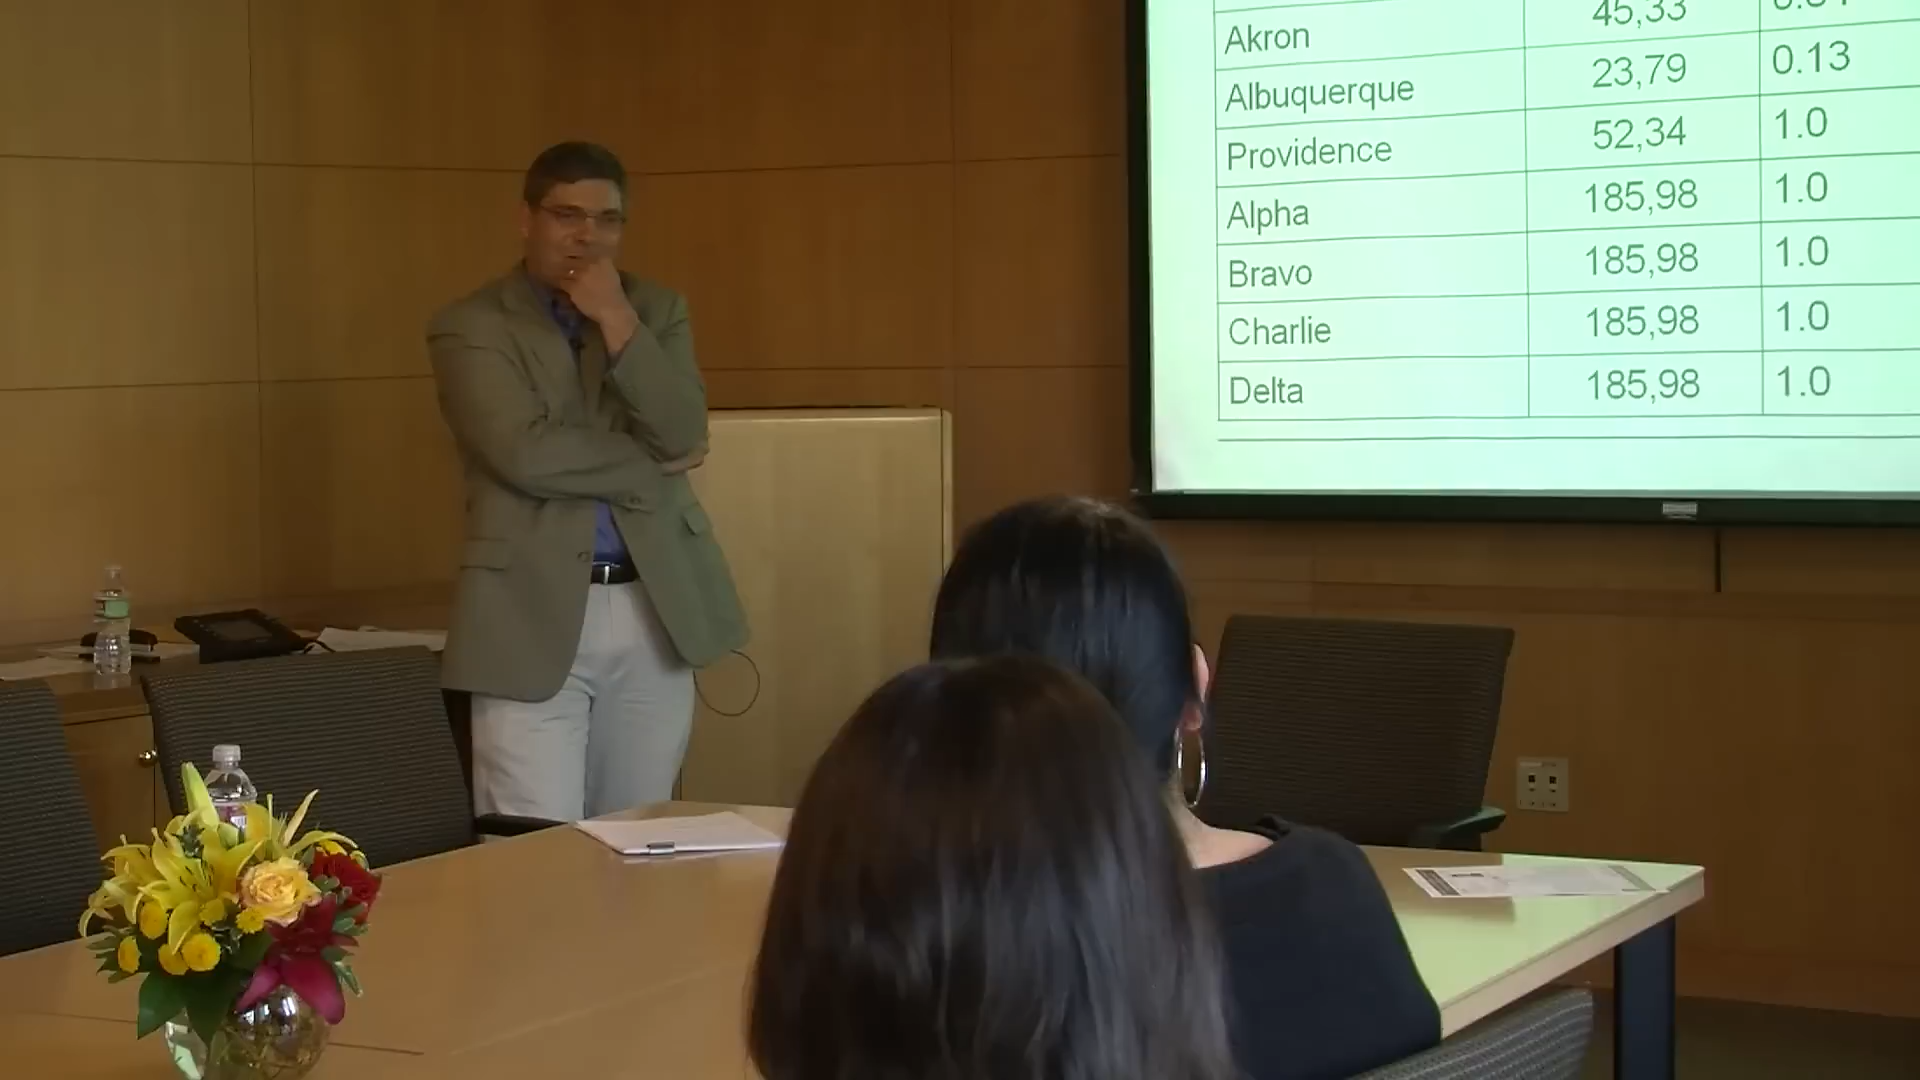 Akron 45,33
Albuquerque 23,79 0.13
Providence 52,34 1.0
Alpha 185,98 1.0
Bravo 185,98 1.0
Charlie 185,98 1.0
Delta 185,98 1.0